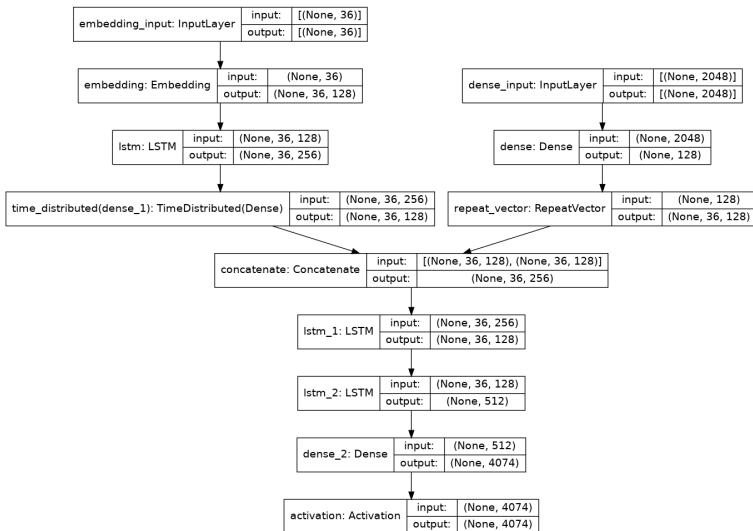 embedding_input: InputLayer input: [(None, 36)]
output: [(None, 36)]
embedding: Embedding input: (None, 36)
output: (None, 36, 128)
dense_input: InputLayer input: [(None, 2048)]
output: [(None, 2048)]
lstm: LSTM input: (None, 36, 128)
output: (None, 36, 256)
dense: Dense input: (None, 2048)
output: (None, 128)
time_distributed(dense_1): TimeDistributed(Dense) input: (None, 36, 256)
output: (None, 36, 128)
repeat_vector: RepeatVector input: (None, 128)
output: (None, 36, 128)
concatenate: Concatenate input: [(None, 36, 128), (None, 36, 128)]
output: (None, 36, 256)
lstm_1: LSTM input: (None, 36, 256)
output: (None, 36, 128)
lstm_2: LSTM input: (None, 36, 128)
output: (None, 512)
dense_2: Dense input: (None, 512)
output: (None, 4074)
activation: Activation input: (None, 4074)
output: (None, 4074)